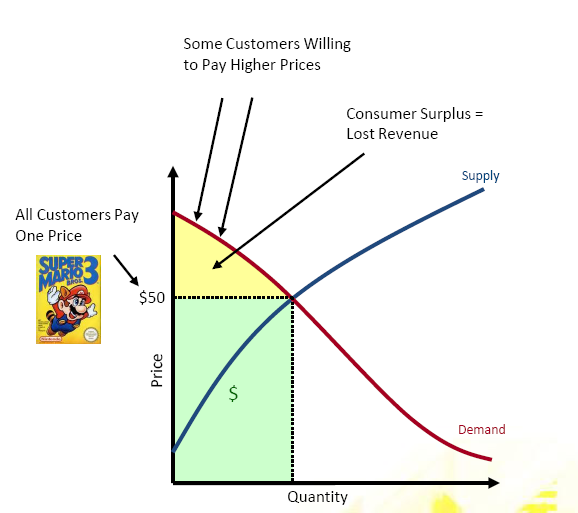 Some Customers Willing
to Pay Higher Prices
Consumer Surplus =
Lost Revenue
Supply
All Customers Pay
One Price
SUPER
MARIO
BROS.
3
Nintendo
$50
Price
$
Demand
Quantity